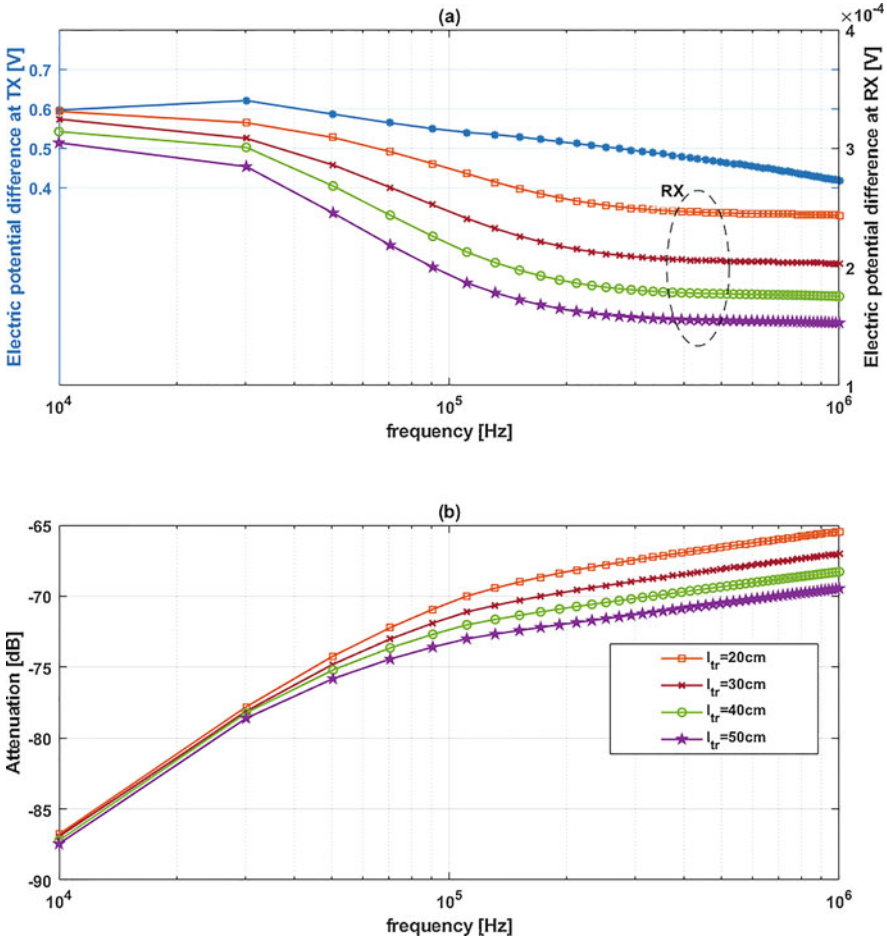 (a)
×10⁻⁴
Electric potential difference at TX [V]
0.7
0.6
0.5
0.4
4
3
2
1
Electric potential difference at RX [V]
RX
10⁴
10⁵
10⁶
frequency [Hz]
(b)
Attenuation [dB]
-65
-70
-75
-80
-85
-90
l_tr=20cm
l_tr=30cm
l_tr=40cm
l_tr=50cm
10⁴
10⁵
10⁶
frequency [Hz]